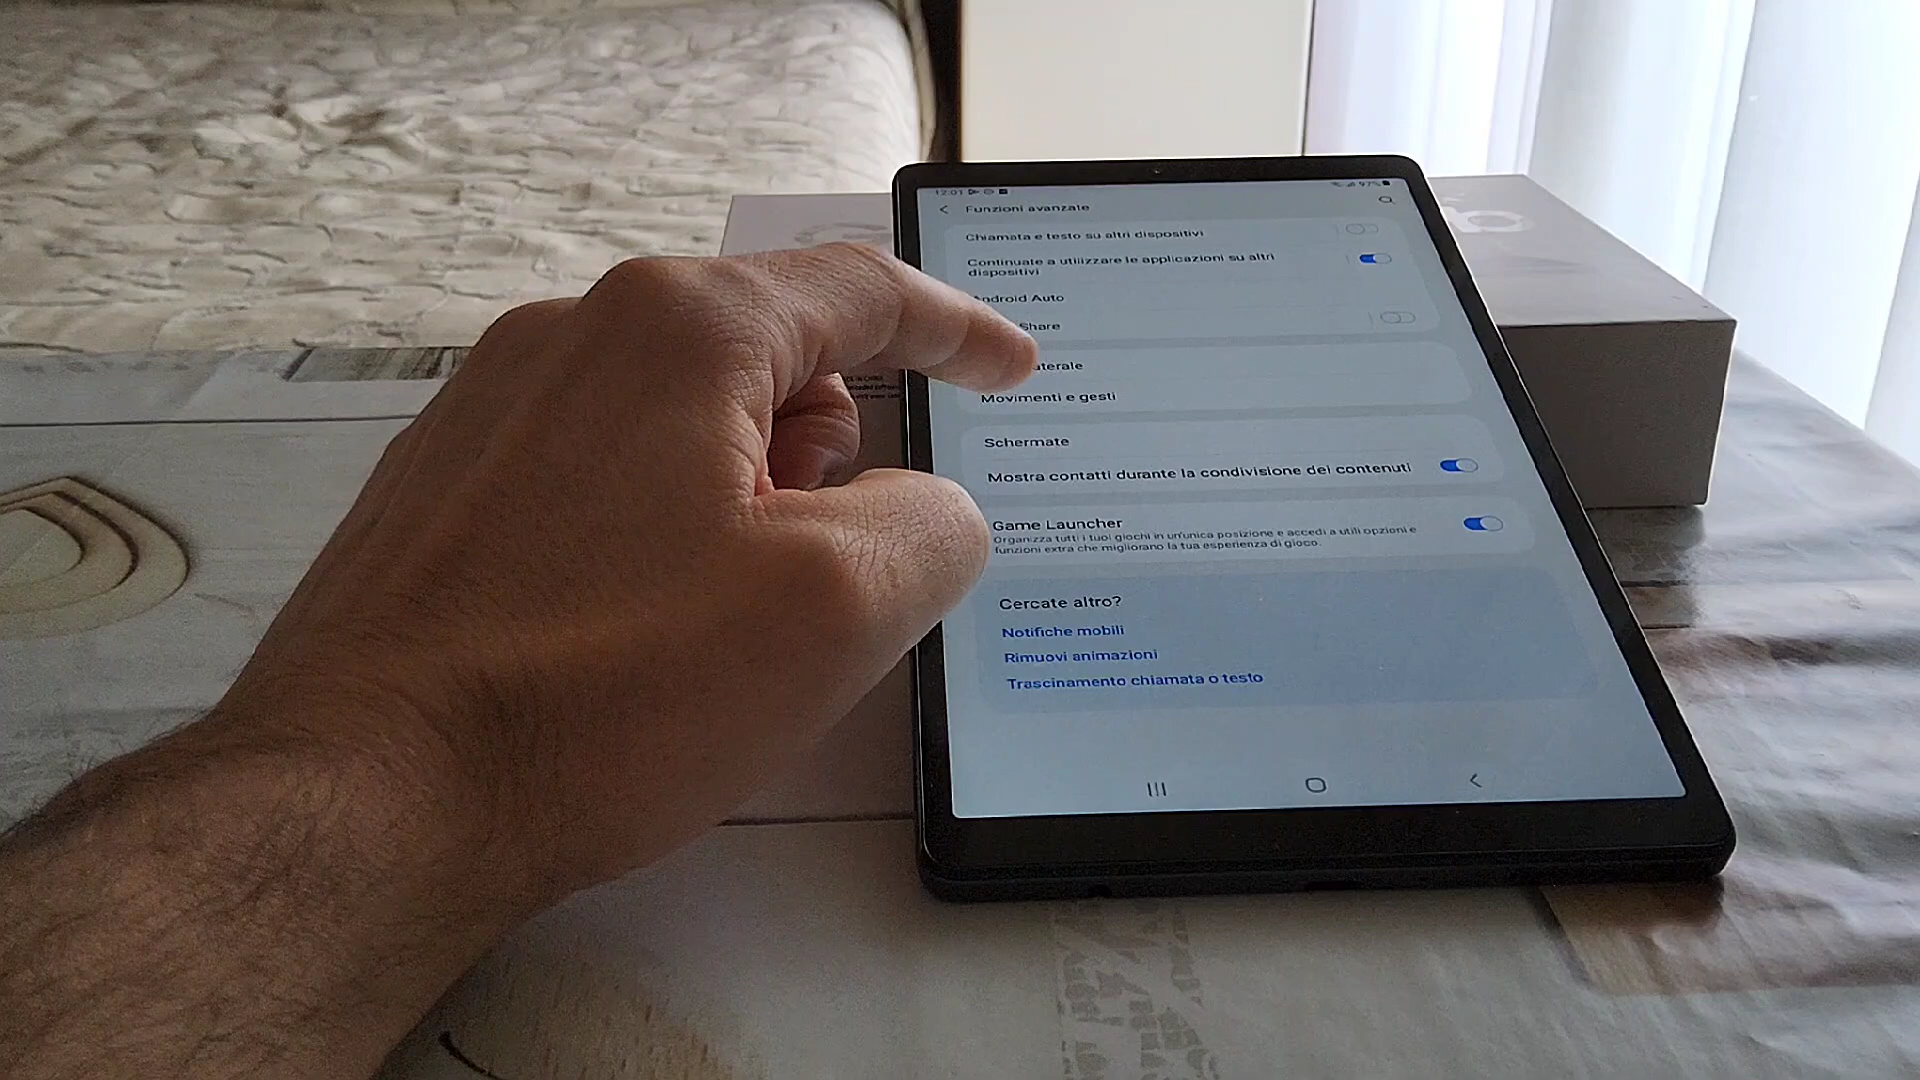 12:01
97%
Funzioni avanzate
Chiamata e testo su altri dispositivi
Continuate a utilizzare le applicazioni su altri
dispositivi
Android Auto
Share
Movimenti e gesti
Schermate
Mostra contatti durante la condivisione dei contenuti
Game Launcher
Organizza tutti i tuoi giochi in un'unica posizione e accedi a utili opzioni e
funzioni extra che migliorano la tua esperienza di gioco.
Cercate altro?
Notifiche mobili
Rimuovi animazioni
Trascinamento chiamata o testo